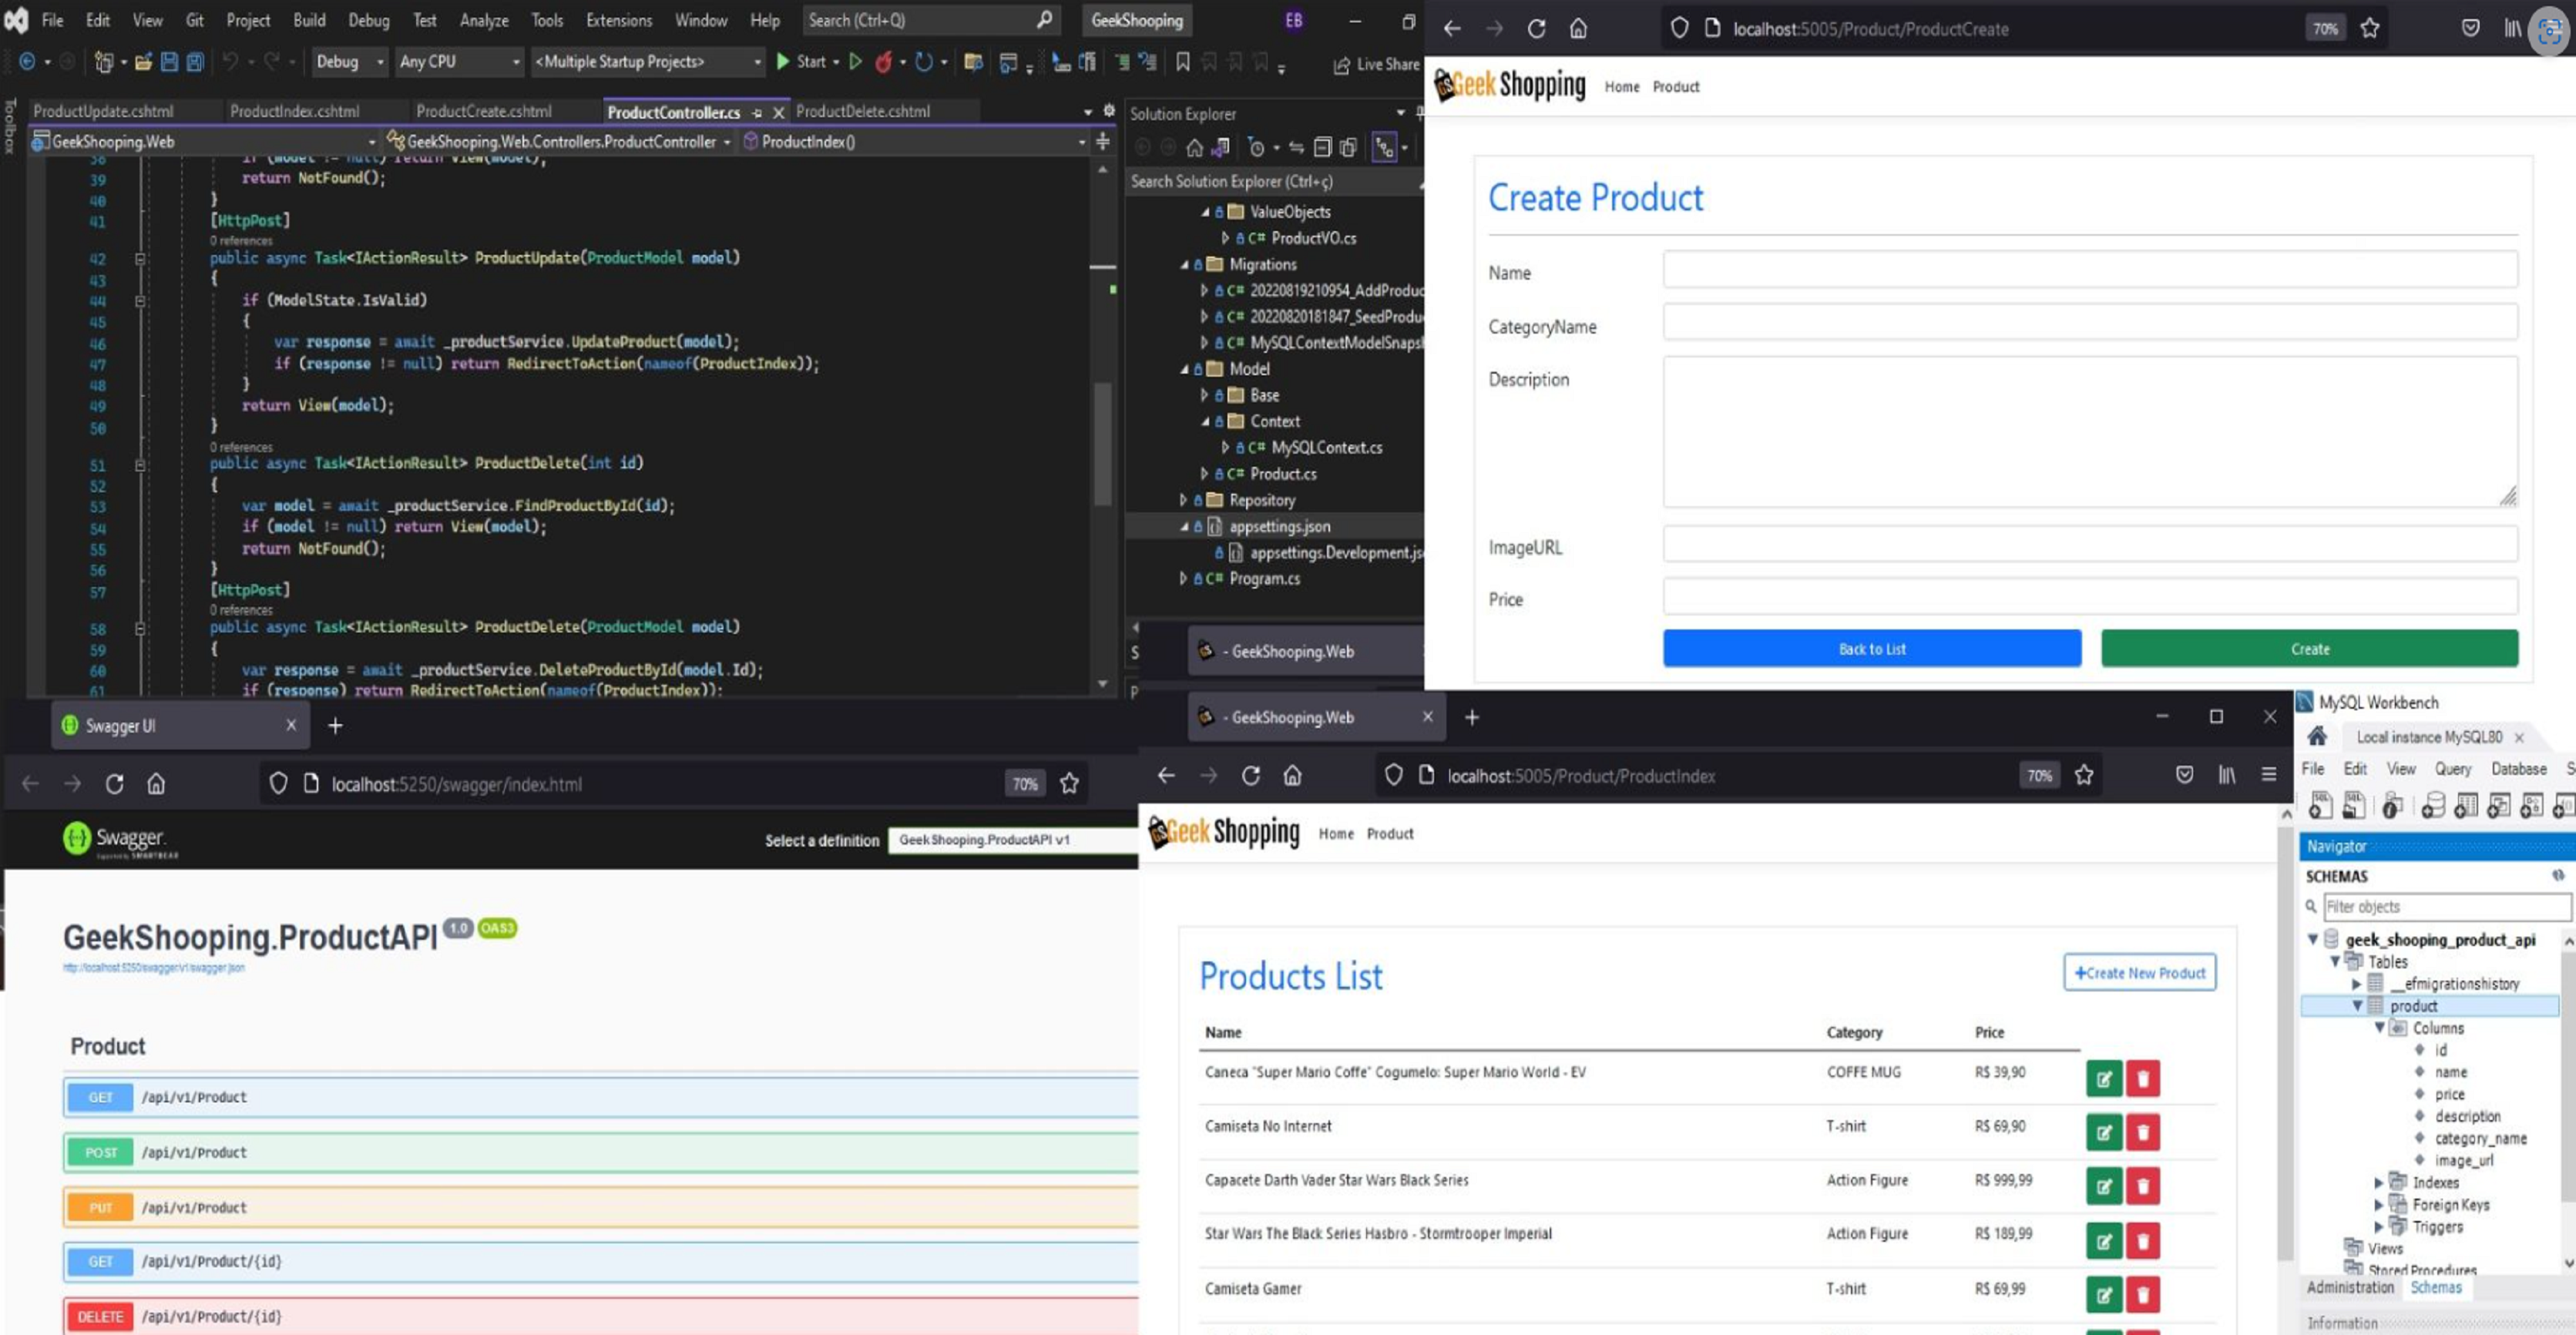 File Edit View Git Project Build Debug Test Analyze Tools Extensions Window Help Search (Ctrl+Q) GeekShooping EB
Debug Any CPU <Multiple Startup Projects> Start Live Share
Toolbox
ProductUpdate.cshtml ProductIndex.cshtml ProductCreate.cshtml ProductController.cs ProductDelete.cshtml
GeekShooping.Web GeekShooping.Web.Controllers.ProductController ProductIndex()
38 if (model != null) return View(model);
39 return NotFound();
40 }
41 [HttpPost]
0 references
42 public async Task<IActionResult> ProductUpdate(ProductModel model)
43 {
44 if (ModelState.IsValid)
45 {
46 var response = await _productService.UpdateProduct(model);
47 if (response != null) return RedirectToAction(nameof(ProductIndex));
48 }
49 return View(model);
50 }
0 references
51 public async Task<IActionResult> ProductDelete(int id)
52 {
53 var model = await _productService.FindProductById(id);
54 if (model != null) return View(model);
55 return NotFound();
56 }
57 [HttpPost]
0 references
58 public async Task<IActionResult> ProductDelete(ProductModel model)
59 {
60 var response = await _productService.DeleteProductById(model.Id);
61 if (response) return RedirectToAction(nameof(ProductIndex));
Solution Explorer
Search Solution Explorer (Ctrl+ç)
ValueObjects
C# ProductVO.cs
Migrations
C# 20220819210954_AddProduc
C# 20220820181847_SeedProdu
C# MySQLContextModelSnaps
Model
Base
Context
C# MySQLContext.cs
C# Product.cs
Repository
appsettings.json
appsettings.Development.js
C# Program.cs
- GeekShooping.Web
localhost:5005/Product/ProductCreate 70%
GS Geek Shopping Home Product
Create Product
Name
CategoryName
Description
ImageURL
Price
Back to List Create
Swagger UI
localhost:5250/swagger/index.html 70%
Swagger. Select a definition GeekShooping.ProductAPI v1
Supported by SMARTBEAR
GeekShooping.ProductAPI 1.0 OAS3
http://localhost:5250/swagger/v1/swagger.json
Product
GET /api/v1/Product
POST /api/v1/Product
PUT /api/v1/Product
GET /api/v1/Product/{id}
DELETE /api/v1/Product/{id}
- GeekShooping.Web
localhost:5005/Product/ProductIndex 70%
GS Geek Shopping Home Product
Products List +Create New Product
Name Category Price
Caneca "Super Mario Coffe" Cogumelo: Super Mario World - EV COFFE MUG R$ 39,90
Camiseta No Internet T-shirt R$ 69,90
Capacete Darth Vader Star Wars Black Series Action Figure R$ 999,99
Star Wars The Black Series Hasbro - Stormtrooper Imperial Action Figure R$ 189,99
Camiseta Gamer T-shirt R$ 69,99
MySQL Workbench
Local instance MySQL80
File Edit View Query Database S
Navigator
SCHEMAS
Filter objects
geek_shooping_product_api
Tables
__efmigrationshistory
product
Columns
id
name
price
description
category_name
image_url
Indexes
Foreign Keys
Triggers
Views
Stored Procedures
Administration Schemas
Information